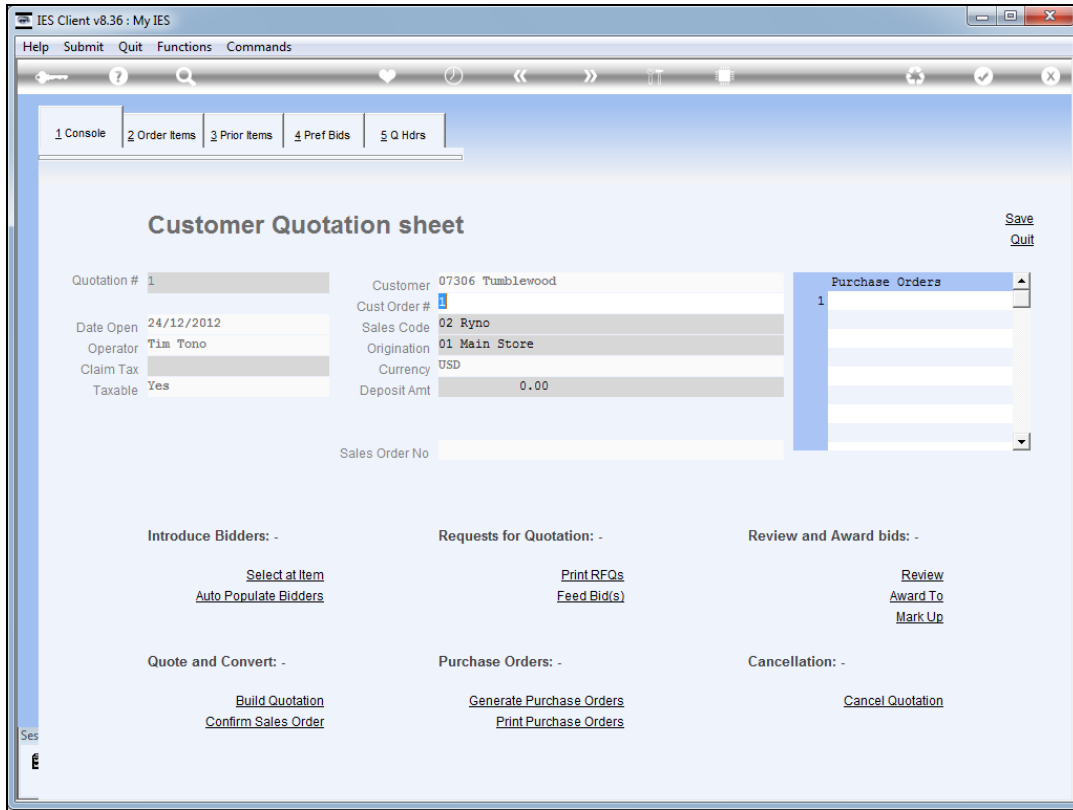 IES Client v8.36 : My IES
Help Submit Quit Functions Commands
1 Console 2 Order Items 3 Prior Items 4 Pref Bids 5 Q Hdrs
Customer Quotation sheet
Save
Quit
Quotation # 1
Date Open 24/12/2012
Operator Tim Tono
Claim Tax
Taxable Yes
Customer 07306 Tumblewood
Cust Order # 1
Sales Code 02 Ryno
Origination 01 Main Store
Currency USD
Deposit Amt 0.00
Sales Order No
Purchase Orders
1
Introduce Bidders: -
Select at Item
Auto Populate Bidders
Requests for Quotation: -
Print RFQs
Feed Bid(s)
Review and Award bids: -
Review
Award To
Mark Up
Quote and Convert: -
Build Quotation
Confirm Sales Order
Purchase Orders: -
Generate Purchase Orders
Print Purchase Orders
Cancellation: -
Cancel Quotation
Ses